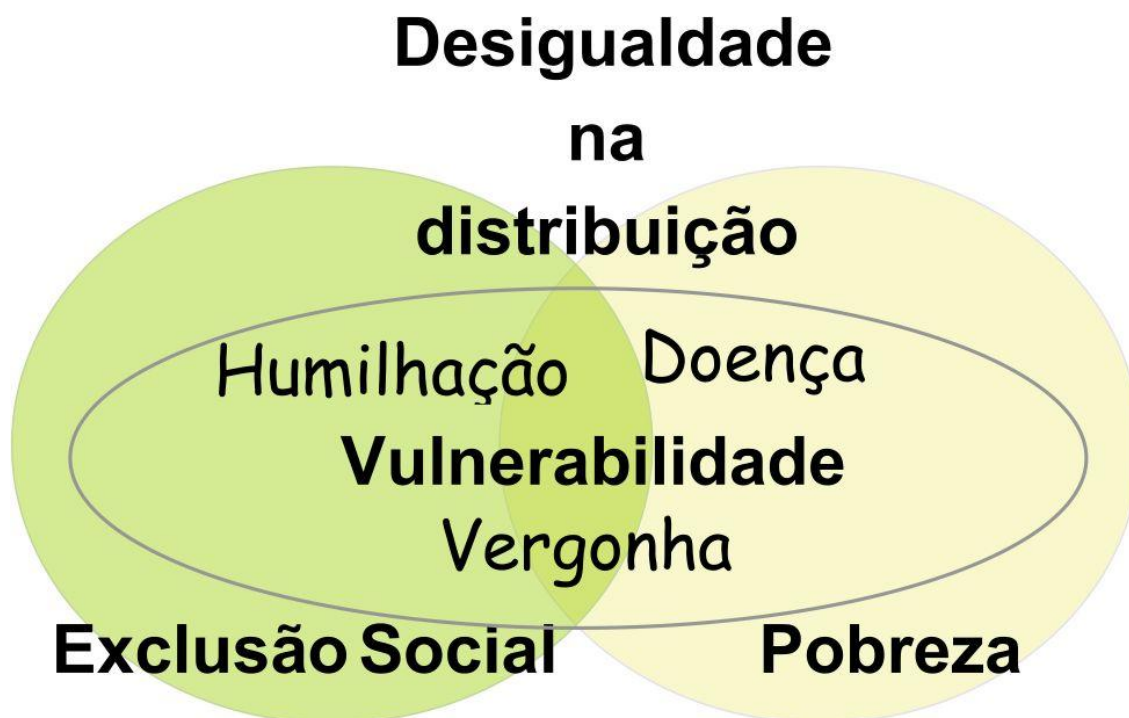 Desigualdade
na
distribuição
Humilhação Doença
Vulnerabilidade
Vergonha
Exclusão Social Pobreza